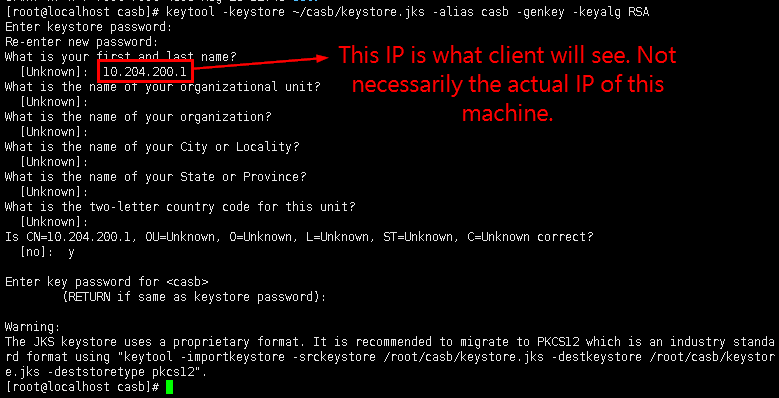 [root@localhost casb]# keytool -keystore ~/casb/keystore.jks -alias casb -genkey -keyalg RSA
Enter keystore password:
Re-enter new password:
What is your first and last name?
[Unknown]: 10.204.200.1
This IP is what client will see. Not
necessarily the actual IP of this
machine.
What is the name of your organizational unit?
[Unknown]:
What is the name of your organization?
[Unknown]:
What is the name of your City or Locality?
[Unknown]:
What is the name of your State or Province?
[Unknown]:
What is the two-letter country code for this unit?
[Unknown]:
Is CN=10.204.200.1, OU=Unknown, O=Unknown, L=Unknown, ST=Unknown, C=Unknown correct?
[no]: y
Enter key password for <casb>
(RETURN if same as keystore password):
Warning:
The JKS keystore uses a proprietary format. It is recommended to migrate to PKCS12 which is an industry standa
rd format using "keytool -importkeystore -srckeystore /root/casb/keystore.jks -destkeystore /root/casb/keystor
e.jks -deststoretype pkcs12".
[root@localhost casb]#